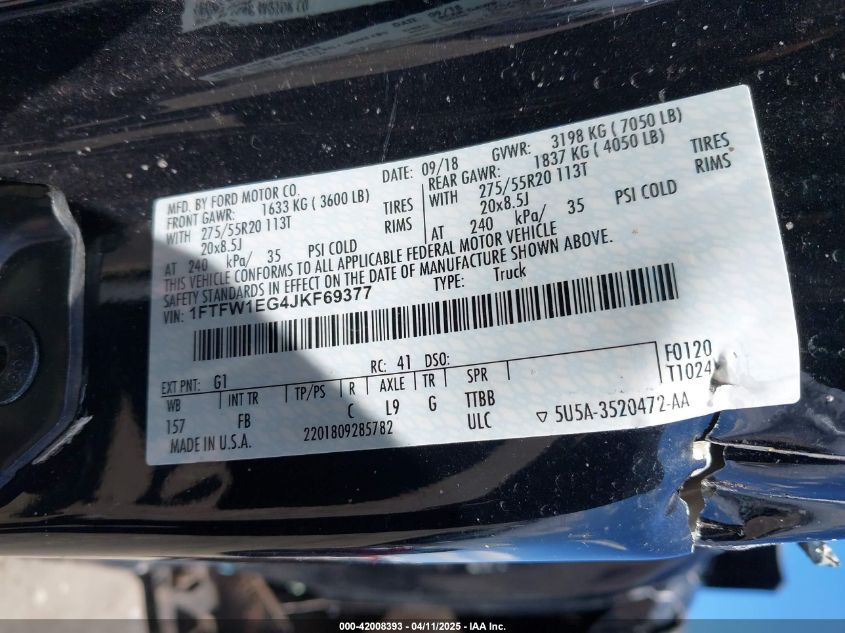 MFD. BY FORD MOTOR CO. DATE: 09/18 GVWR: 3198 KG ( 7050 LB)
FRONT GAWR: 1633 KG ( 3600 LB) REAR GAWR: 1837 KG ( 4050 LB)
WITH 275/55R20 113T TIRES WITH 275/55R20 113T TIRES
20x8.5J RIMS 20x8.5J RIMS
AT 240 kPa/ 35 PSI COLD AT 240 kPa/ 35 PSI COLD
THIS VEHICLE CONFORMS TO ALL APPLICABLE FEDERAL MOTOR VEHICLE
SAFETY STANDARDS IN EFFECT ON THE DATE OF MANUFACTURE SHOWN ABOVE.
VIN: 1FTFW1EG4JKF69377 TYPE: Truck
EXT PNT: G1 RC: 41 DSO: F0120
WB INT TR TP/PS R AXLE TR SPR T1024
157 FB C L9 G TTBB
MADE IN U.S.A. 2201809285782 ULC ▽ 5U5A-3520472-AA
000-42008393 - 04/11/2025 - IAA Inc.